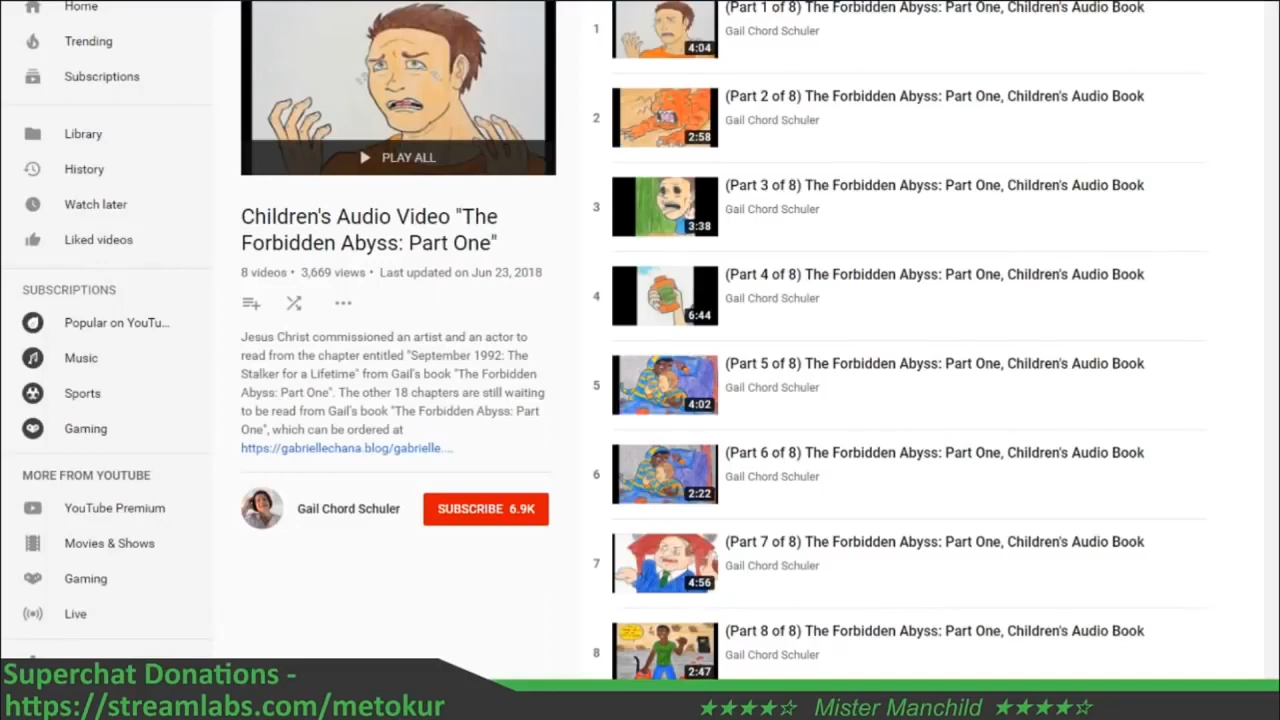 Home
Trending
Subscriptions
Library
History
Watch later
Liked videos
SUBSCRIPTIONS
Popular on YouTu...
Music
Sports
Gaming
MORE FROM YOUTUBE
YouTube Premium
Movies & Shows
Gaming
Live
PLAY ALL
Children's Audio Video "The
Forbidden Abyss: Part One"
8 videos • 3,669 views • Last updated on Jun 23, 2018
Jesus Christ commissioned an artist and an actor to
read from the chapter entitled "September 1992: The
Stalker for a Lifetime" from Gail's book "The Forbidden
Abyss: Part One". The other 18 chapters are still waiting
to be read from Gail's book "The Forbidden Abyss: Part
One", which can be ordered at
https://gabriellechana.blog/gabrielle....
Gail Chord Schuler
SUBSCRIBE 6.9K
1
4:04
(Part 1 of 8) The Forbidden Abyss: Part One, Children's Audio Book
Gail Chord Schuler
2
2:58
(Part 2 of 8) The Forbidden Abyss: Part One, Children's Audio Book
Gail Chord Schuler
3
3:38
(Part 3 of 8) The Forbidden Abyss: Part One, Children's Audio Book
Gail Chord Schuler
4
6:44
(Part 4 of 8) The Forbidden Abyss: Part One, Children's Audio Book
Gail Chord Schuler
5
4:02
(Part 5 of 8) The Forbidden Abyss: Part One, Children's Audio Book
Gail Chord Schuler
6
2:22
(Part 6 of 8) The Forbidden Abyss: Part One, Children's Audio Book
Gail Chord Schuler
7
4:56
(Part 7 of 8) The Forbidden Abyss: Part One, Children's Audio Book
Gail Chord Schuler
8
2:47
(Part 8 of 8) The Forbidden Abyss: Part One, Children's Audio Book
Gail Chord Schuler
Superchat Donations -
https://streamlabs.com/metokur
★★★★☆ Mister Manchild ★★★★☆